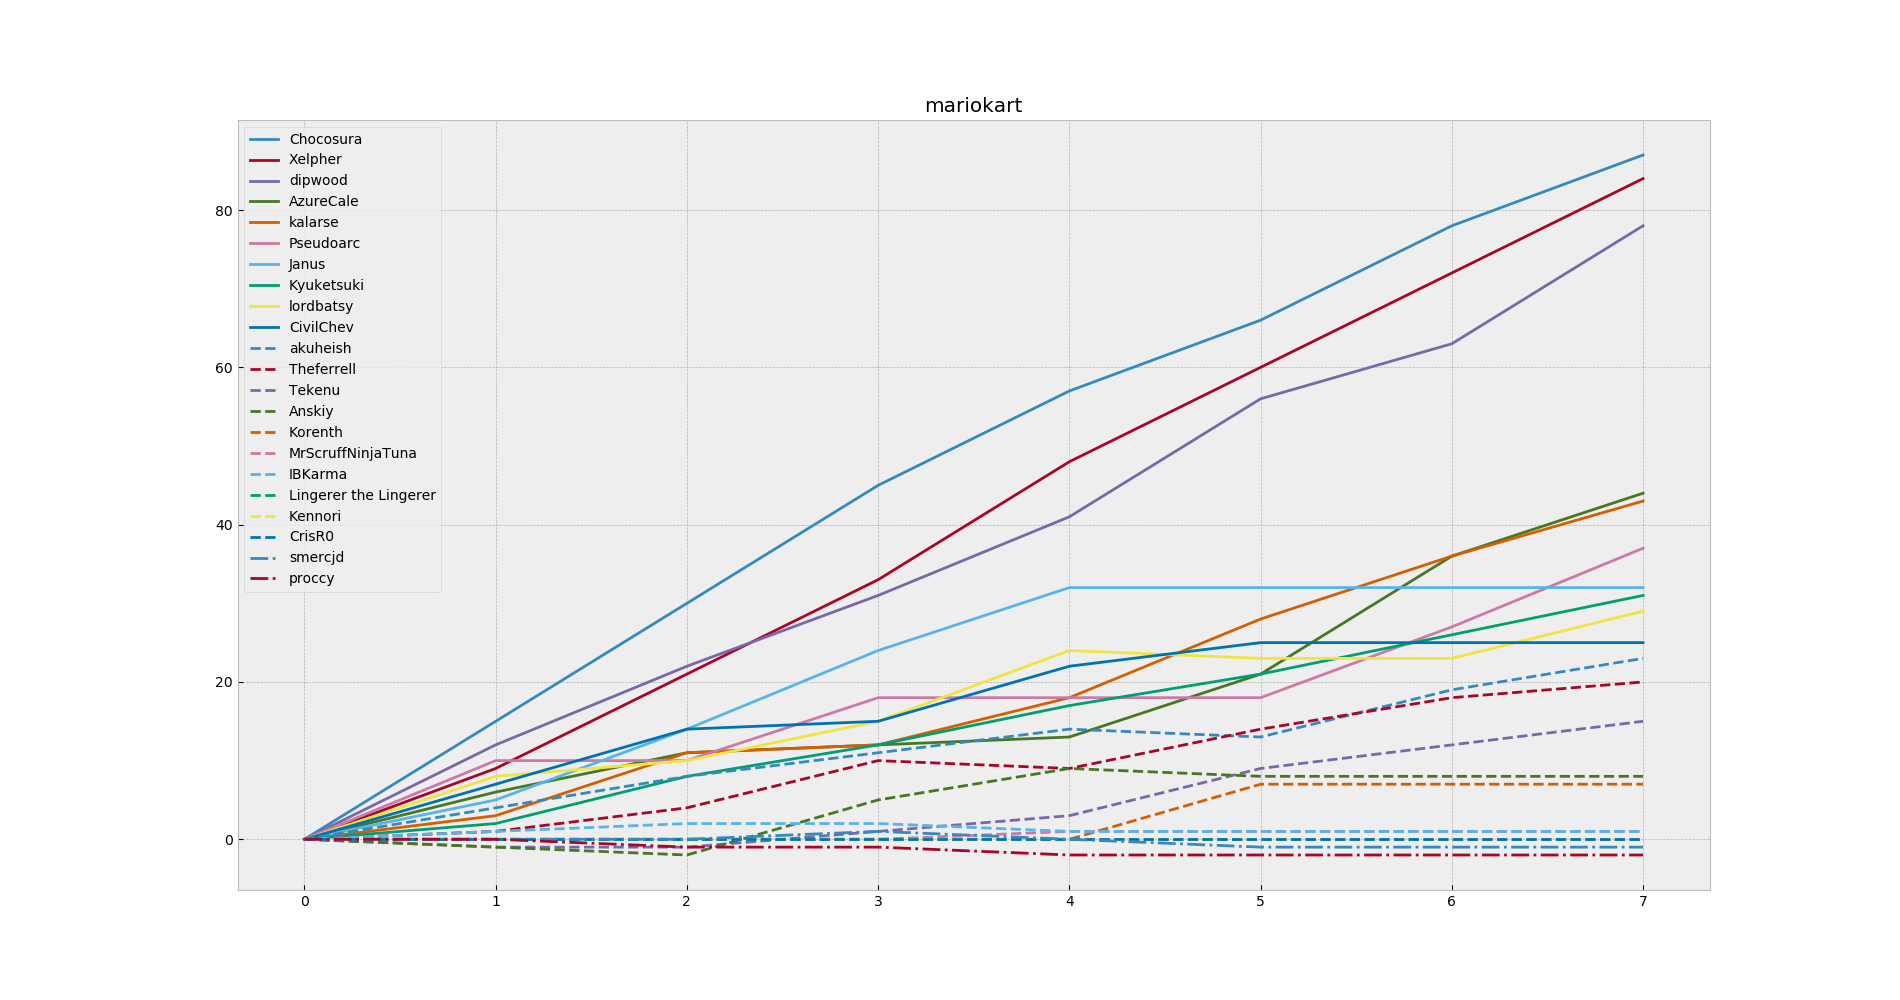 mariokart
Chocosura
Xelpher
dipwood
AzureCale
kalarse
Pseudoarc
Janus
Kyuketsuki
lordbatsy
CivilChev
akuheish
Theferrell
Tekenu
Anskiy
Korenth
MrScruffNinjaTuna
IBKarma
Lingerer the Lingerer
Kennori
CrisR0
smercjd
proccy
80
60
40
20
0
0 1 2 3 4 5 6 7